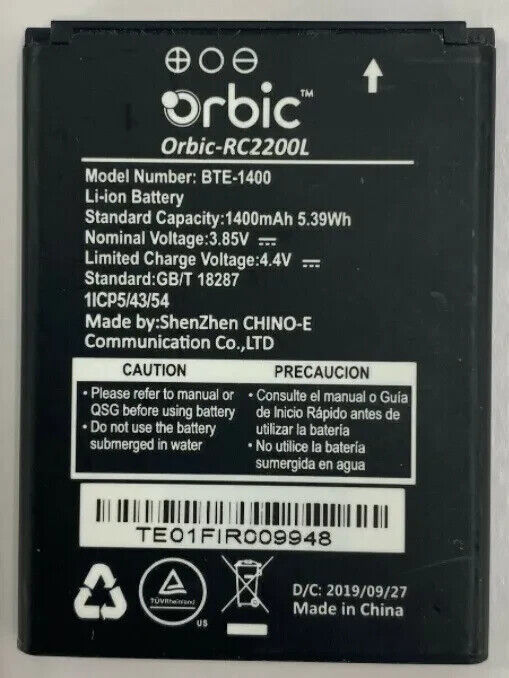 orbic™
Orbic-RC2200L
Model Number: BTE-1400
Li-ion Battery
Standard Capacity:1400mAh 5.39Wh
Nominal Voltage:3.85V
Limited Charge Voltage:4.4V
Standard:GB/T 18287
1ICP5/43/54
Made by:ShenZhen CHINO-E
Communication Co.,LTD
CAUTION
• Please refer to manual or
QSG before using battery
• Do not use the battery
submerged in water
PRECAUCION
• Consulte el manual o Guía
de Inicio Rápido antes de
utilizar la batería
• No utilice la batería
sumergida en agua
TE01FIR009948
TÜVRheinland
US
D/C: 2019/09/27
Made in China